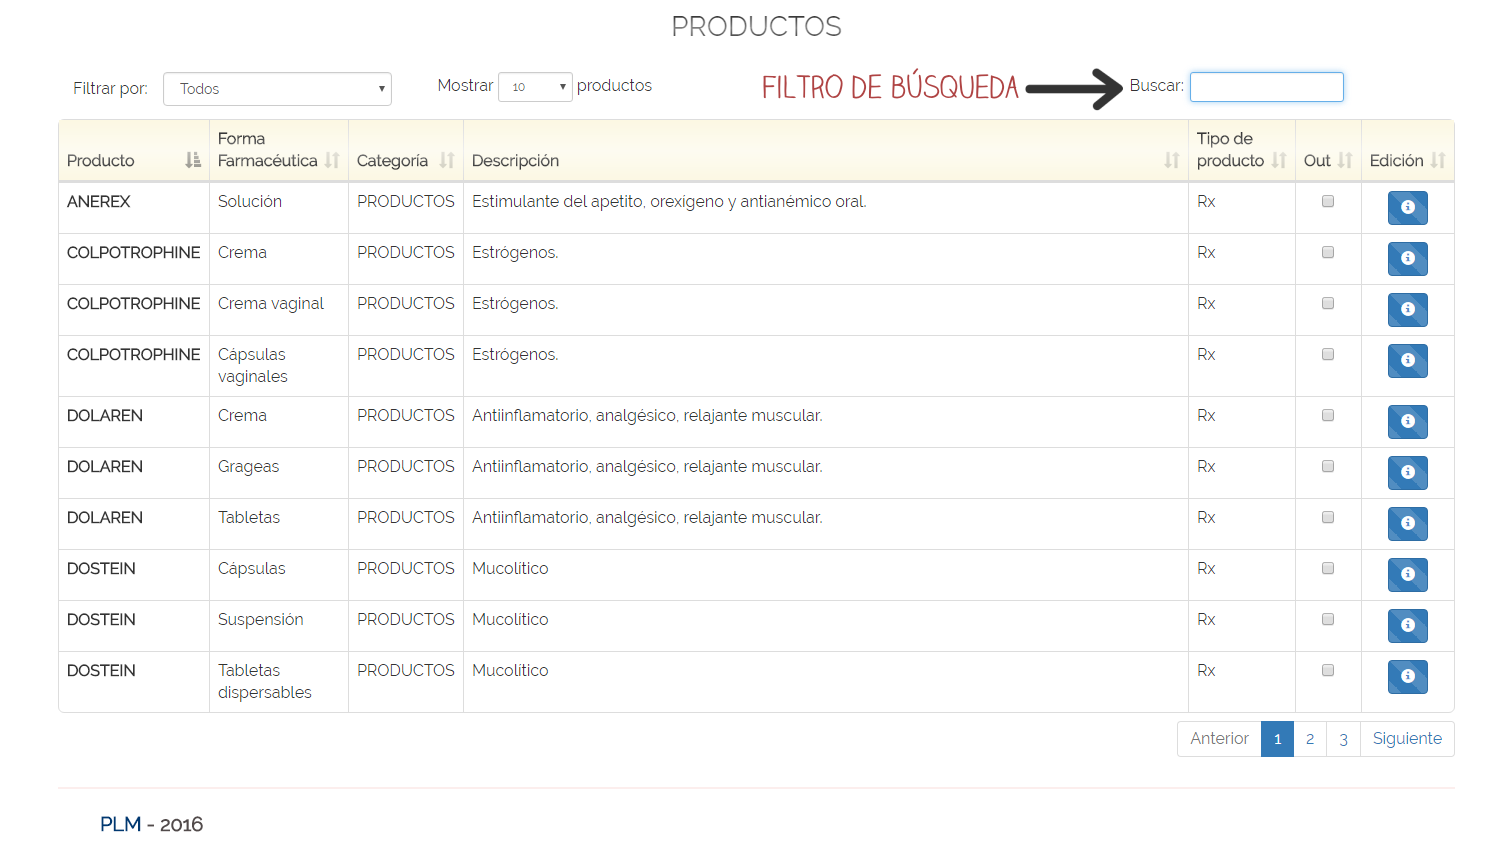 PRODUCTOS
Filtrar por: Todos Mostrar 10 productos FILTRO DE BÚSQUEDA Buscar:
Producto Forma Farmacéutica Categoría Descripción Tipo de producto Out Edición
ANEREX Solución PRODUCTOS Estimulante del apetito, orexígeno y antianémico oral. Rx
COLPOTROPHINE Crema PRODUCTOS Estrógenos. Rx
COLPOTROPHINE Crema vaginal PRODUCTOS Estrógenos. Rx
COLPOTROPHINE Cápsulas vaginales PRODUCTOS Estrógenos. Rx
DOLAREN Crema PRODUCTOS Antiinflamatorio, analgésico, relajante muscular. Rx
DOLAREN Grageas PRODUCTOS Antiinflamatorio, analgésico, relajante muscular. Rx
DOLAREN Tabletas PRODUCTOS Antiinflamatorio, analgésico, relajante muscular. Rx
DOSTEIN Cápsulas PRODUCTOS Mucolítico Rx
DOSTEIN Suspensión PRODUCTOS Mucolítico Rx
DOSTEIN Tabletas dispersables PRODUCTOS Mucolítico Rx
Anterior 1 2 3 Siguiente
PLM - 2016